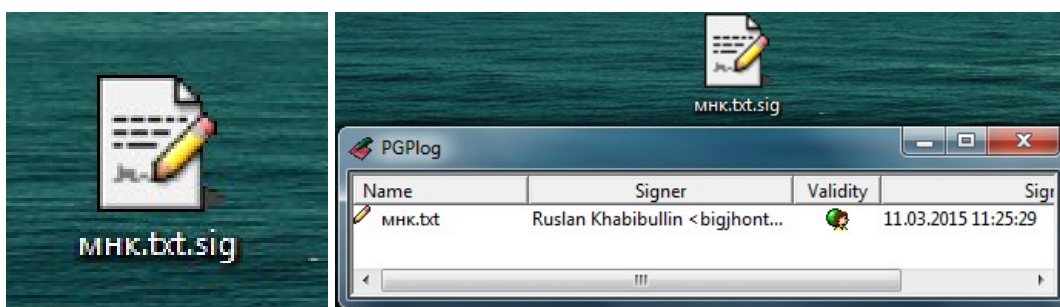 мнк.txt.sig
мнк.txt.sig
PGPlog
Name Signer Validity Sigr
мнк.txt Ruslan Khabibullin <bigjhont... 11.03.2015 11:25:29